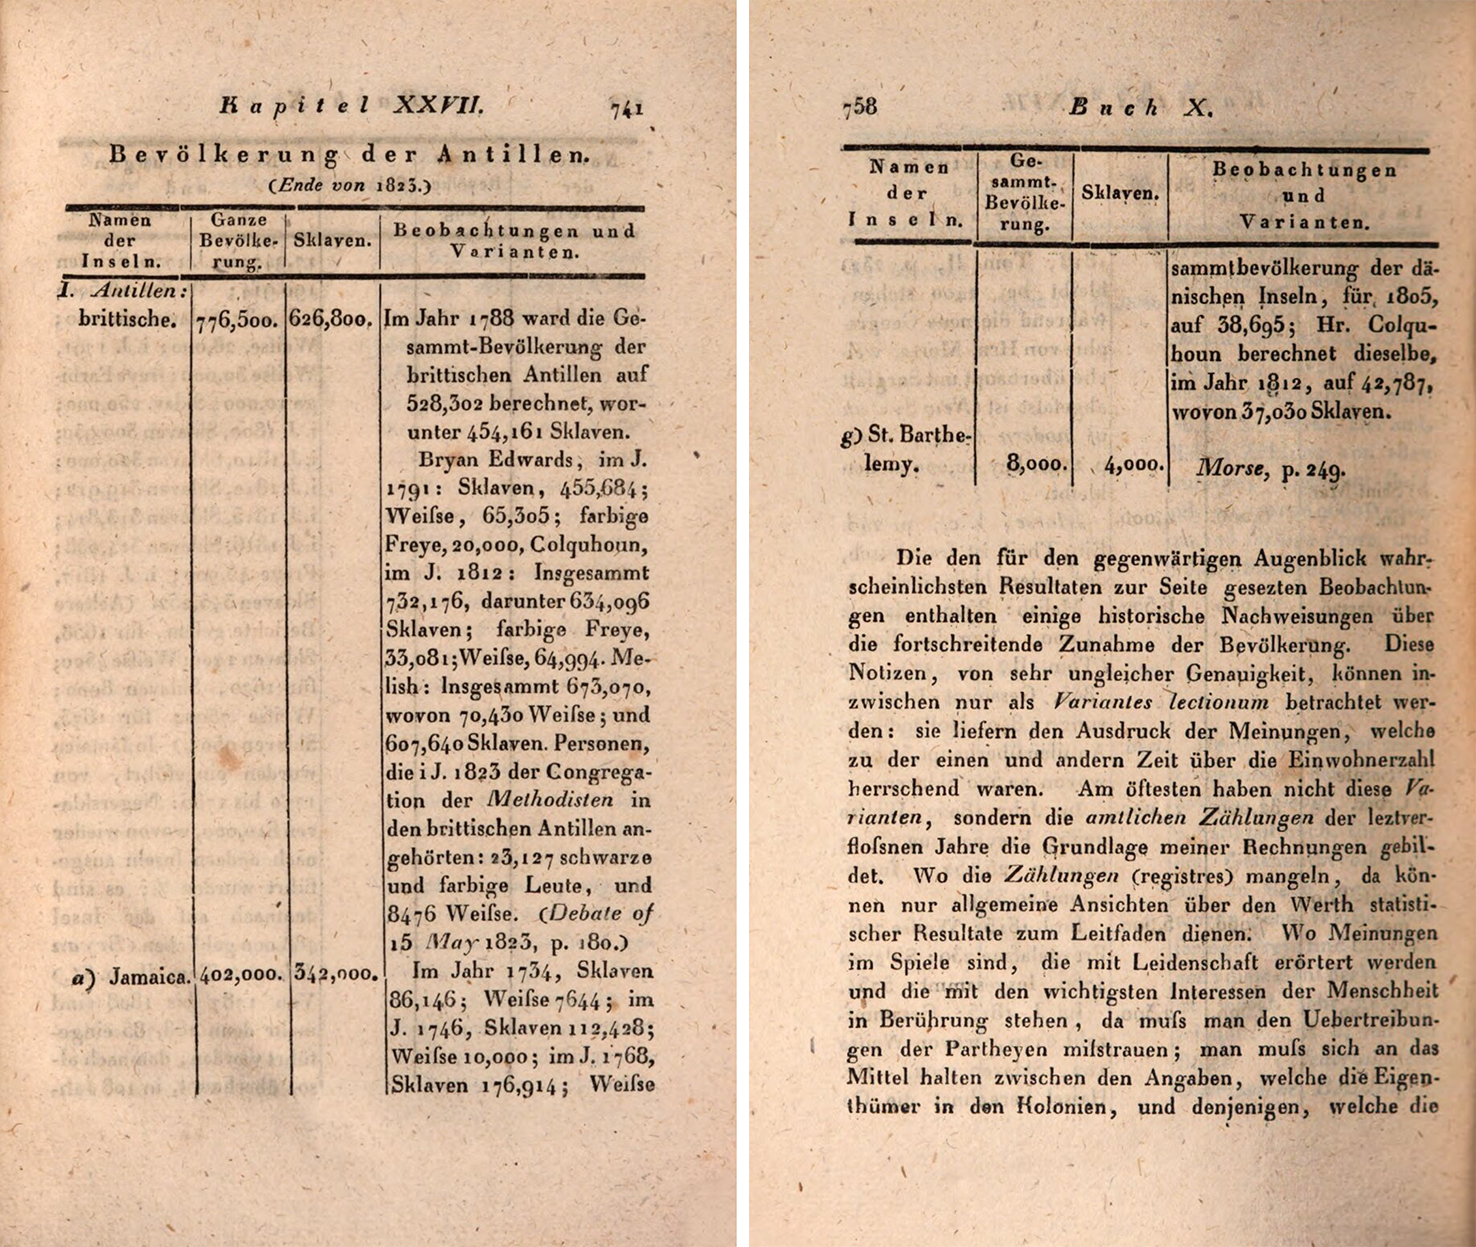 Kapitel XXVII. 741
Bevölkerung der Antillen.
(Ende von 1823.)
Namen
der
Inseln.
Ganze
Bevölke-
rung.
Sklaven.
Beobachtungen und
Varianten.
I. Antillen:
brittische. 776,500. 626,800. Im Jahr 1788 ward die Ge-
sammt-Bevölkerung der
brittischen Antillen auf
528,302 berechnet, wor-
unter 454,161 Sklaven.
Bryan Edwards, im J.
1791: Sklaven, 455,684;
Weiſse, 65,305; farbige
Freye, 20,000, Colquhoun,
im J. 1812: Insgesammt
732,176, darunter 634,096
Sklaven; farbige Freye,
33,081; Weiſse, 64,994. Me-
lish: Insgesammt 673,070,
wovon 70,430 Weiſse; und
607,640 Sklaven. Personen,
die i J. 1823 der Congrega-
tion der Methodisten in
den brittischen Antillen an-
gehörten: 23,127 schwarze
und farbige Leute, und
8476 Weiſse. (Debate of
15 May 1823, p. 180.)
a) Jamaica. 402,000. 342,000. Im Jahr 1734, Sklaven
86,146; Weiſse 7644; im
J. 1746, Sklaven 112,428;
Weiſse 10,000; im J. 1768,
Sklaven 176,914; Weiſse
758 Buch X.
Namen
der
Inseln.
Ge-
sammt-
Bevölke-
rung.
Sklaven.
Beobachtungen
und
Varianten.
sammtbevölkerung der dä-
nischen Inseln, für 1805,
auf 38,695; Hr. Colqu-
houn berechnet dieselbe,
im Jahr 1812, auf 42,787,
wovon 37,030 Sklaven.
g) St. Barthe-
lemy. 8,000. 4,000. Morse, p. 249.
Die den für den gegenwärtigen Augenblick wahr-
scheinlichsten Resultaten zur Seite gesezten Beobachtun-
gen enthalten einige historische Nachweisungen über
die fortschreitende Zunahme der Bevölkerung. Diese
Notizen, von sehr ungleicher Genauigkeit, können in-
zwischen nur als Variantes lectionum betrachtet wer-
den: sie liefern den Ausdruck der Meinungen, welche
zu der einen und andern Zeit über die Einwohnerzahl
herrschend waren. Am öftesten haben nicht diese Va-
rianten, sondern die amtlichen Zählungen der leztver-
floſsnen Jahre die Grundlage meiner Rechnungen gebil-
det. Wo die Zählungen (registres) mangeln, da kön-
nen nur allgemeine Ansichten über den Werth statisti-
scher Resultate zum Leitfaden dienen. Wo Meinungen
im Spiele sind, die mit Leidenschaft erörtert werden
und die mit den wichtigsten Interessen der Menschheit
in Berührung stehen, da muſs man den Uebertreibun-
gen der Partheyen miſstrauen; man muſs sich an das
Mittel halten zwischen den Angaben, welche die Eigen-
thümer in den Kolonien, und denjenigen, welche die